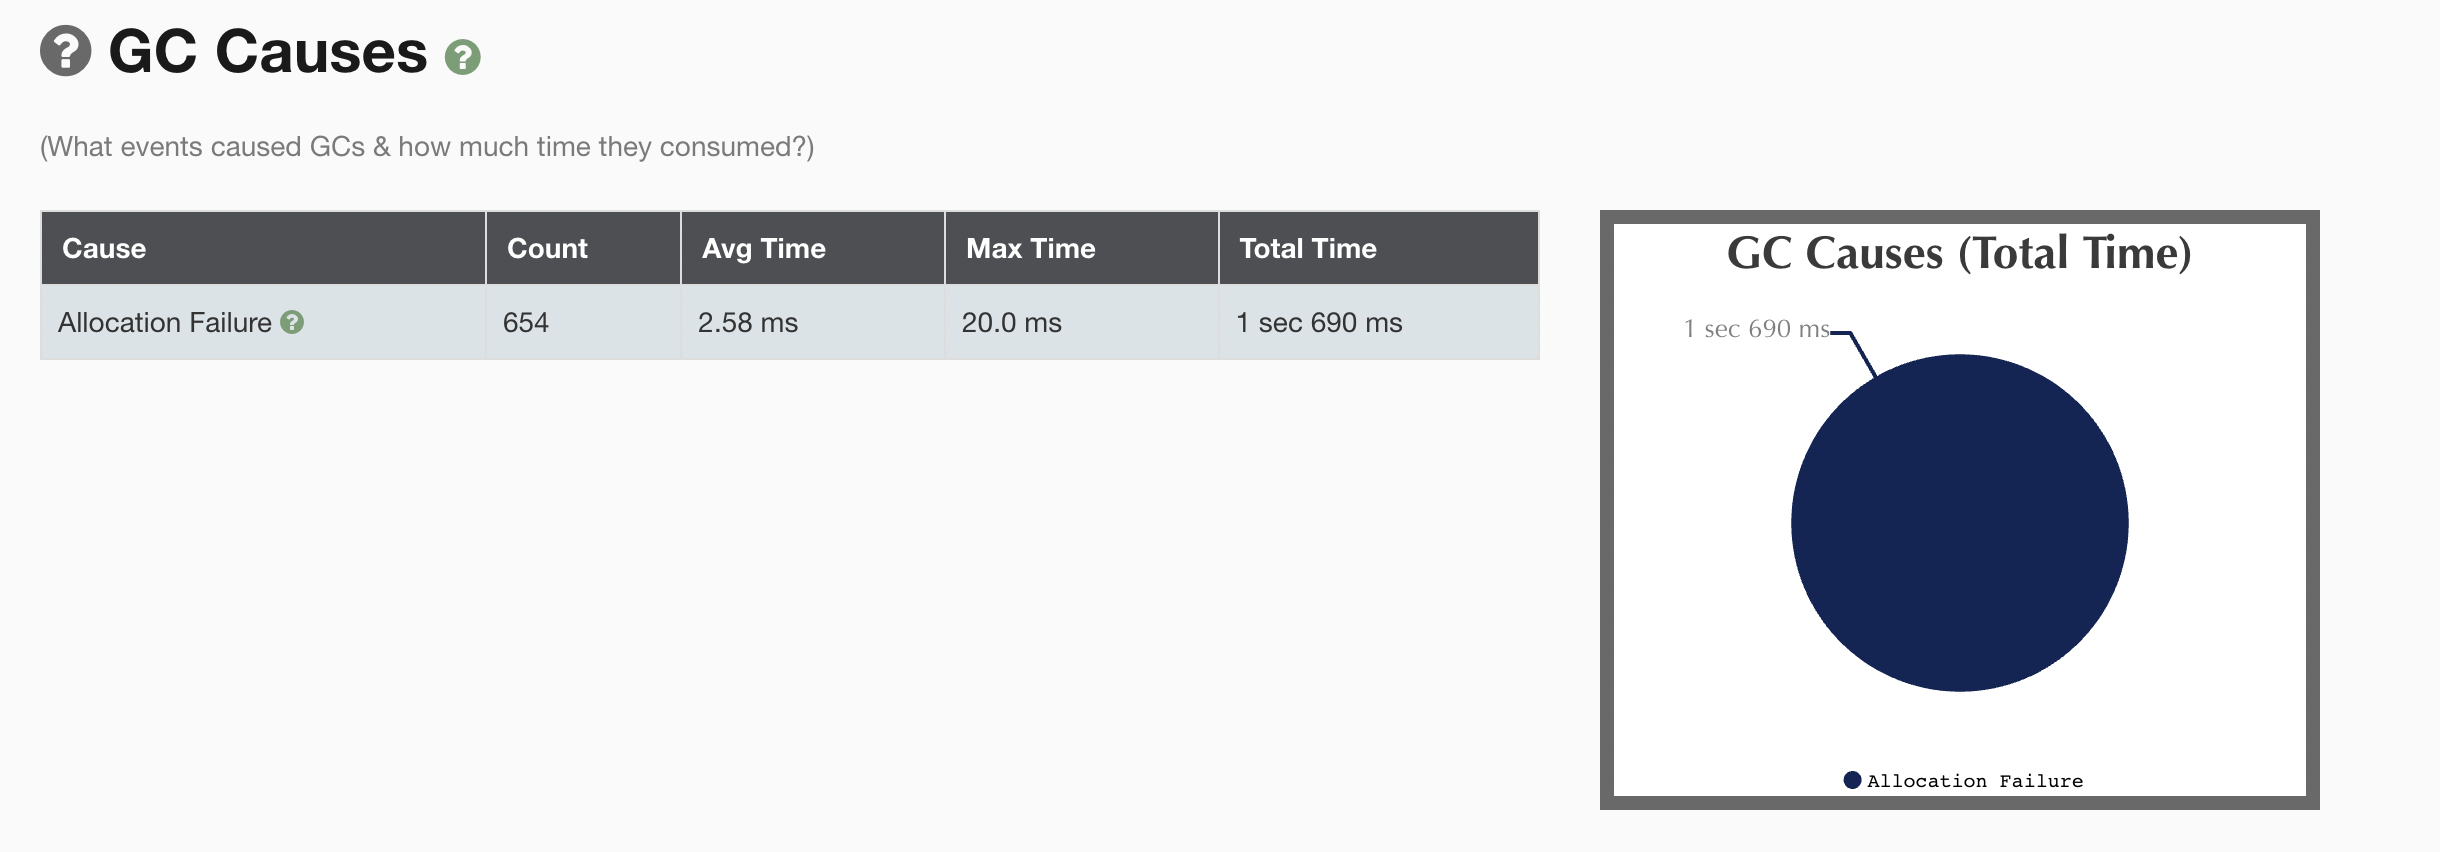 GC Causes
(What events caused GCs & how much time they consumed?)
Cause Count Avg Time Max Time Total Time
Allocation Failure 654 2.58 ms 20.0 ms 1 sec 690 ms
GC Causes (Total Time)
1 sec 690 ms
Allocation Failure